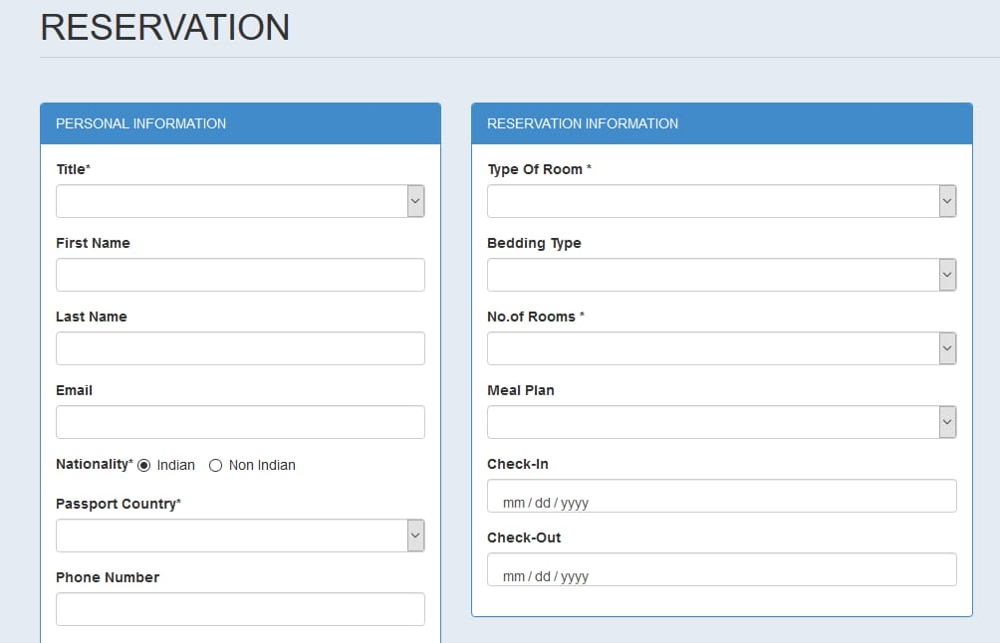 RESERVATION
PERSONAL INFORMATION
Title*
First Name
Last Name
Email
Nationality* Indian Non Indian
Passport Country*
Phone Number
RESERVATION INFORMATION
Type Of Room *
Bedding Type
No.of Rooms *
Meal Plan
Check-In
mm / dd / yyyy
Check-Out
mm / dd / yyyy